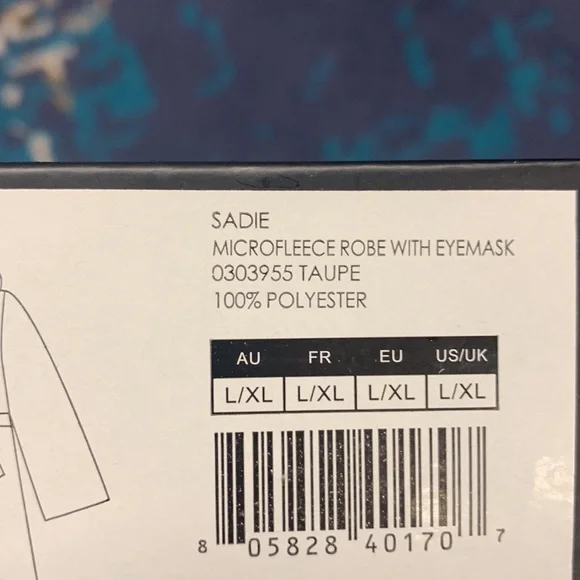 SADIE
MICROFLEECE ROBE WITH EYEMASK
0303955 TAUPE
100% POLYESTER
AU FR EU US/UK
L/XL L/XL L/XL L/XL
8 05828 40170 7